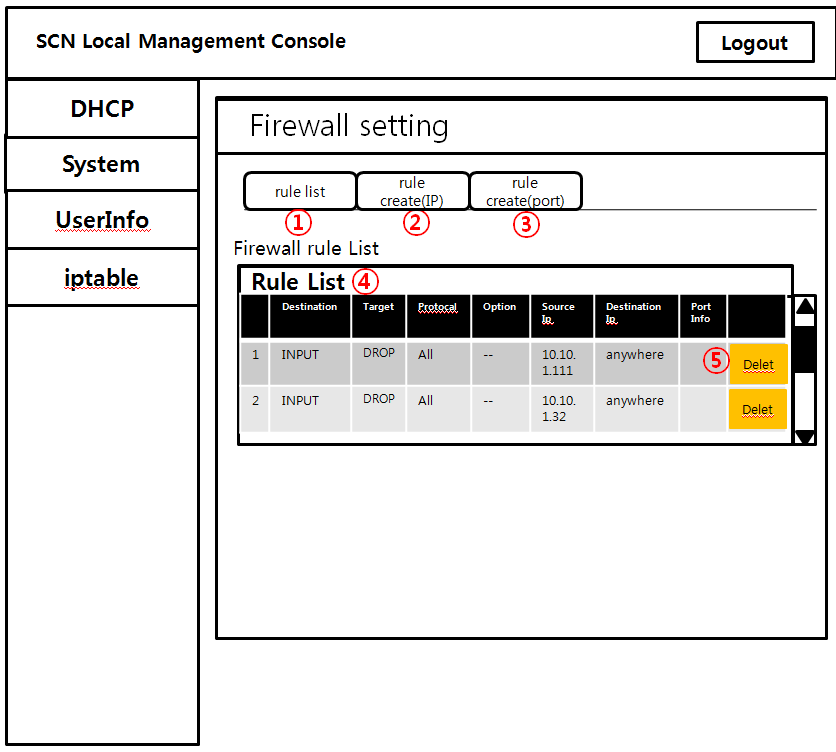 SCN Local Management Console
Logout
DHCP
System
UserInfo
iptable
Firewall setting
rule list
rule
create(IP)
rule
create(port)
①
②
③
Firewall rule List
Rule List ④
Destination Target Protocal Option Source
Ip. Destination
Ip. Port
Info
1 INPUT DROP All -- 10.10.
1.111 anywhere ⑤ Delet
2 INPUT DROP All -- 10.10.
1.32 anywhere Delet